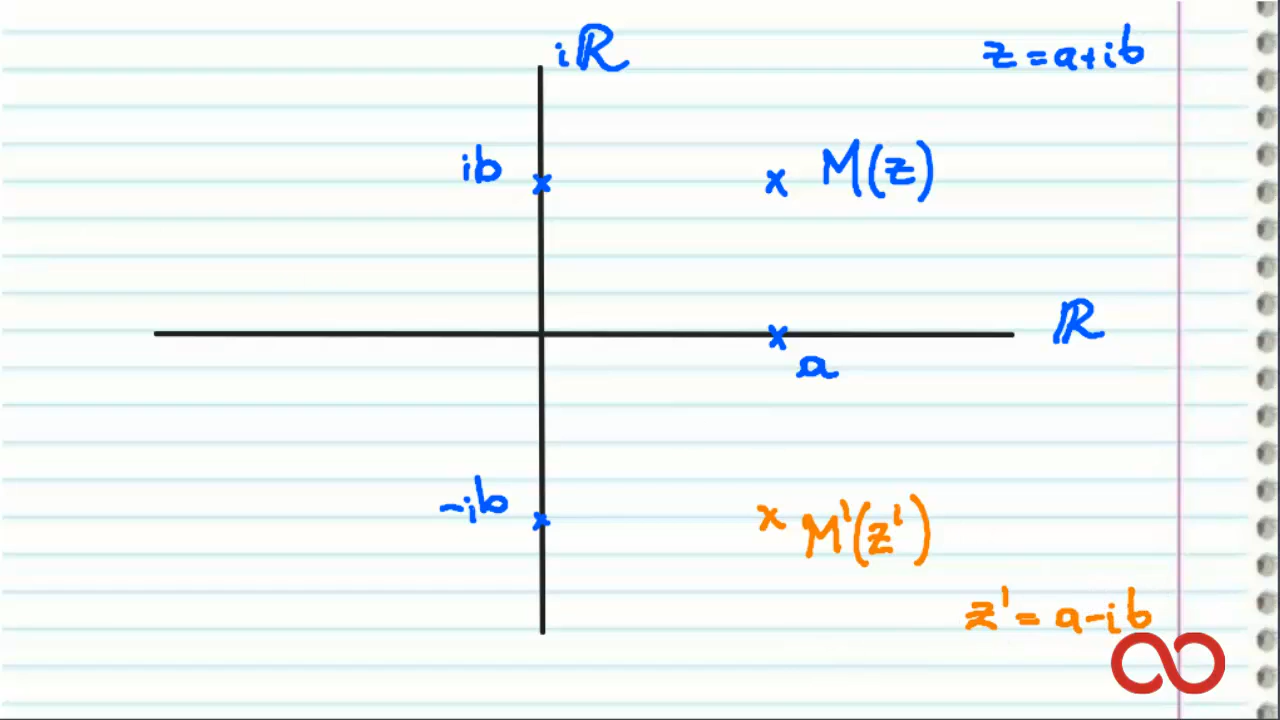 iℝ
z = a+ib
ib
M(z)
ℝ
a
-ib
M'(z')
z' = a-ib